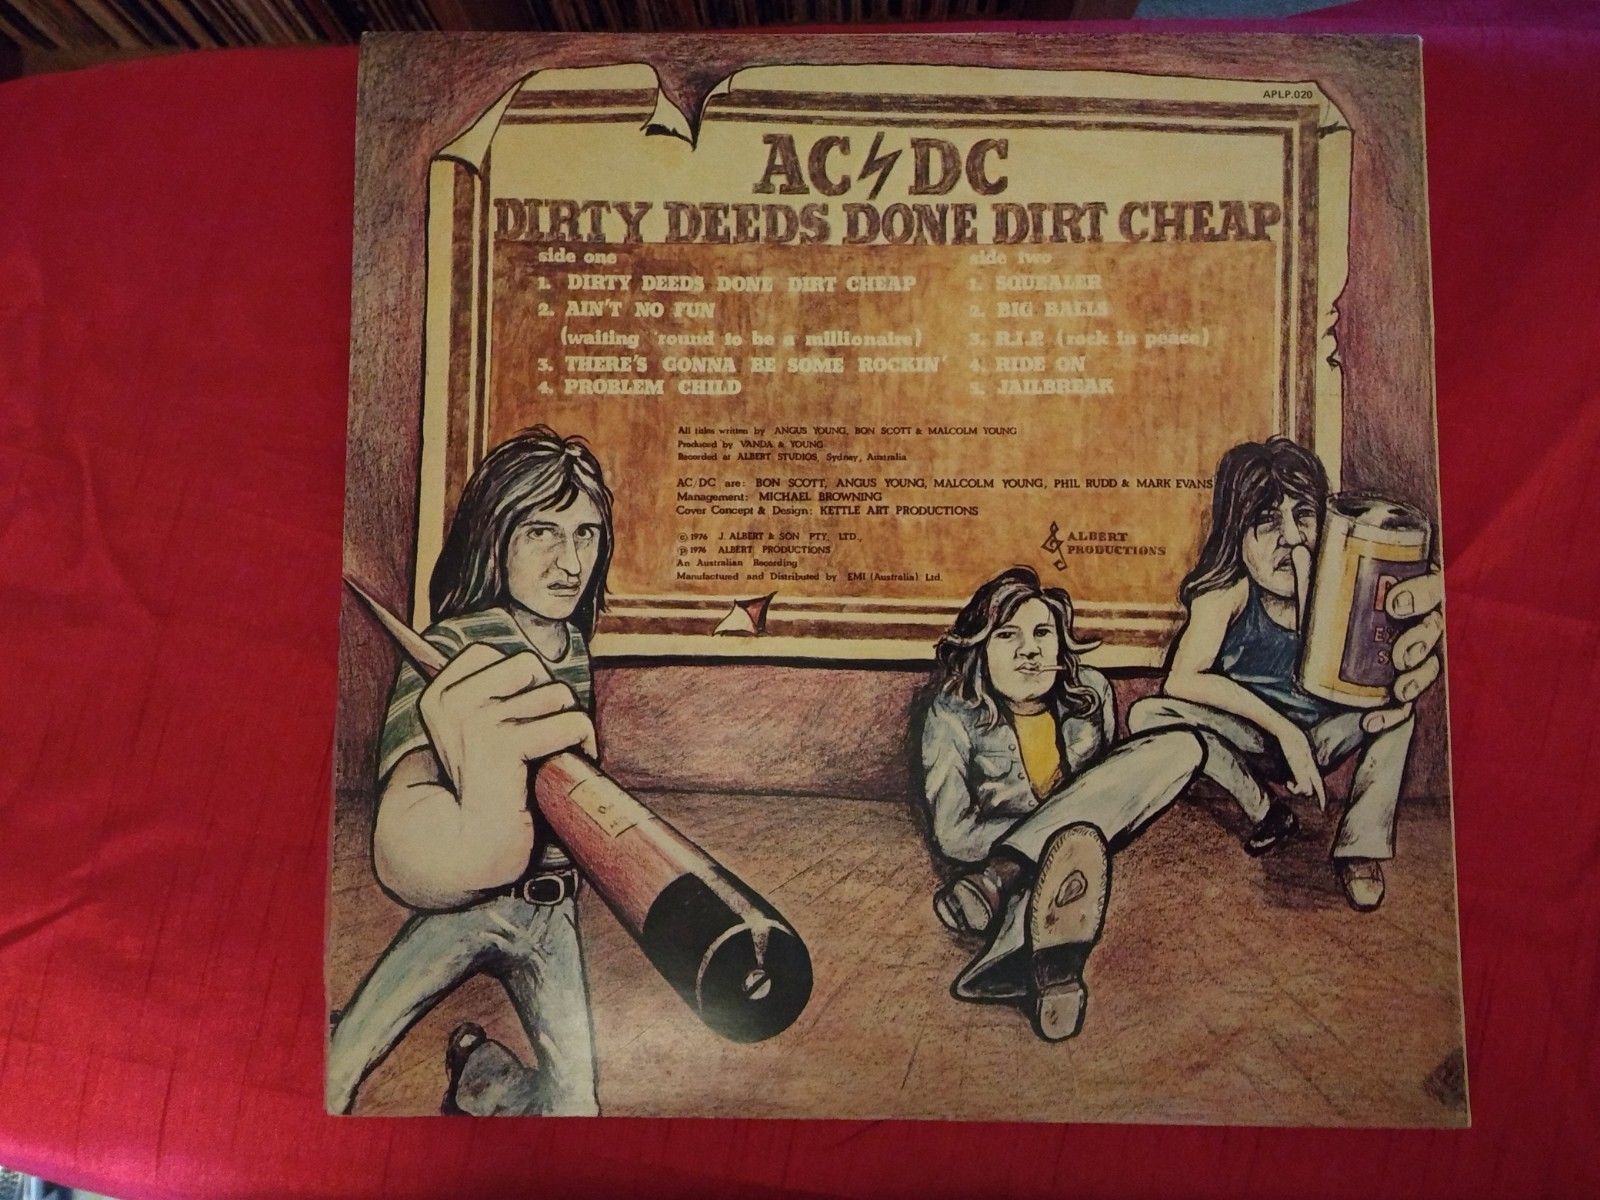 APLP.020
AC⚡DC
DIRTY DEEDS DONE DIRT CHEAP
side one
1. DIRTY DEEDS DONE DIRT CHEAP
2. AIN'T NO FUN
(waiting 'round to be a millionaire)
3. THERE'S GONNA BE SOME ROCKIN'
4. PROBLEM CHILD
side two
1. SQUEALER
2. BIG BALLS
3. R.I.P. (rock in peace)
4. RIDE ON
5. JAILBREAK
All titles written by ANGUS YOUNG, BON SCOTT & MALCOLM YOUNG
Produced by VANDA & YOUNG
Recorded at ALBERT STUDIOS, Sydney, Australia
AC/DC are: BON SCOTT, ANGUS YOUNG, MALCOLM YOUNG, PHIL RUDD & MARK EVANS
Management: MICHAEL BROWNING
Cover Concept & Design: KETTLE ART PRODUCTIONS
© 1976 J. ALBERT & SON PTY. LTD.,
℗ 1976 ALBERT PRODUCTIONS
An Australian Recording
Manufactured and Distributed by EMI (Australia) Ltd.
ALBERT
PRODUCTIONS